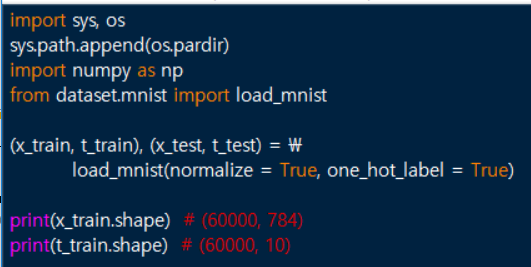 import sys, os
sys.path.append(os.pardir)
import numpy as np
from dataset.mnist import load_mnist
(x_train, t_train), (x_test, t_test) = ₩
load_mnist(normalize = True, one_hot_label = True)
print(x_train.shape) # (60000, 784)
print(t_train.shape) # (60000, 10)